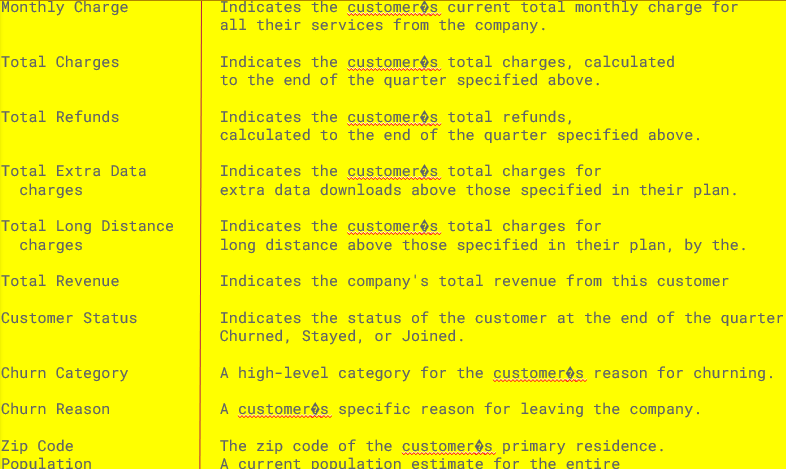 Monthly Charge Indicates the customer�s current total monthly charge for
all their services from the company.
Total Charges Indicates the customer�s total charges, calculated
to the end of the quarter specified above.
Total Refunds Indicates the customer�s total refunds,
calculated to the end of the quarter specified above.
Total Extra Data Indicates the customer�s total charges for
charges extra data downloads above those specified in their plan.
Total Long Distance Indicates the customer�s total charges for
charges long distance above those specified in their plan, by the.
Total Revenue Indicates the company's total revenue from this customer
Customer Status Indicates the status of the customer at the end of the quarter
Churned, Stayed, or Joined.
Churn Category A high-level category for the customer�s reason for churning.
Churn Reason A customer�s specific reason for leaving the company.
Zip Code The zip code of the customer�s primary residence.
Population A current population estimate for the entire